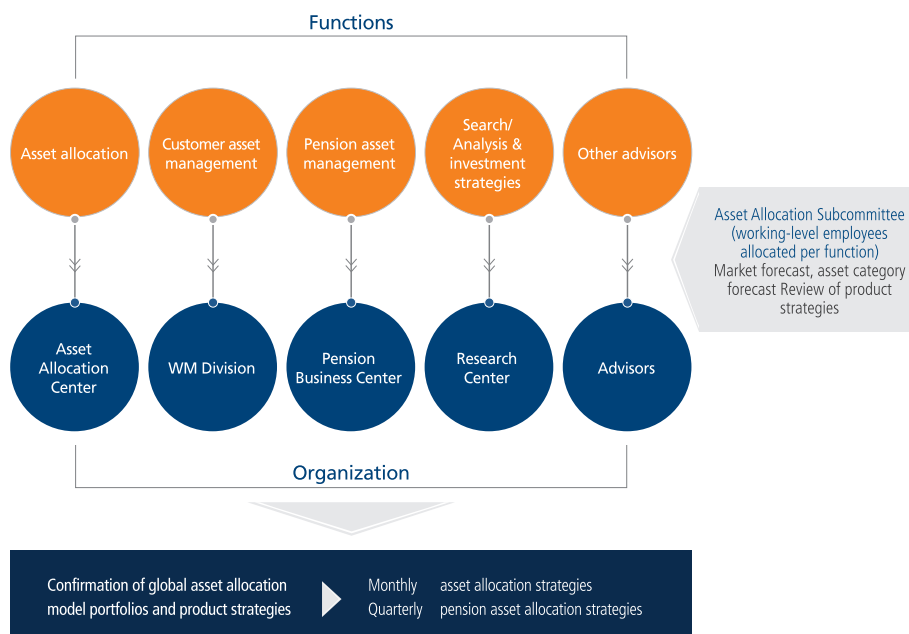 Functions
Asset allocation
Customer asset
management
Pension asset
management
Search/
Analysis &
investment
strategies
Other advisors
Asset Allocation Subcommittee
(working-level employees
allocated per function)
Market forecast, asset category
forecast Review of product
strategies
Asset
Allocation
Center
WM Division
Pension
Business Center
Research
Center
Advisors
Organization
Confirmation of global asset allocation
model portfolios and product strategies
Monthly asset allocation strategies
Quarterly pension asset allocation strategies